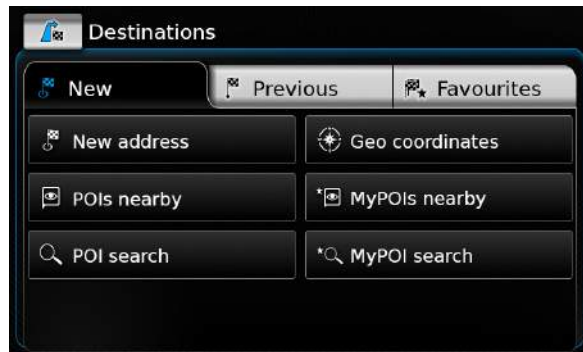 Destinations
New Previous Favourites
New address Geo coordinates
POIs nearby MyPOIs nearby
POI search MyPOI search